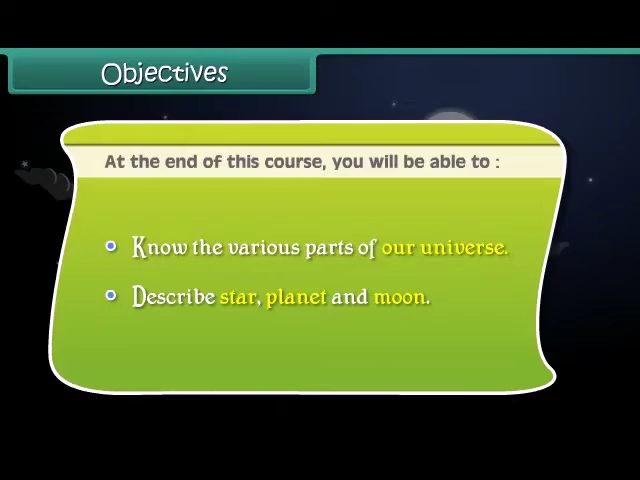 Objectives
At the end of this course, you will be able to :
Know the various parts of our universe.
Describe star, planet and moon.